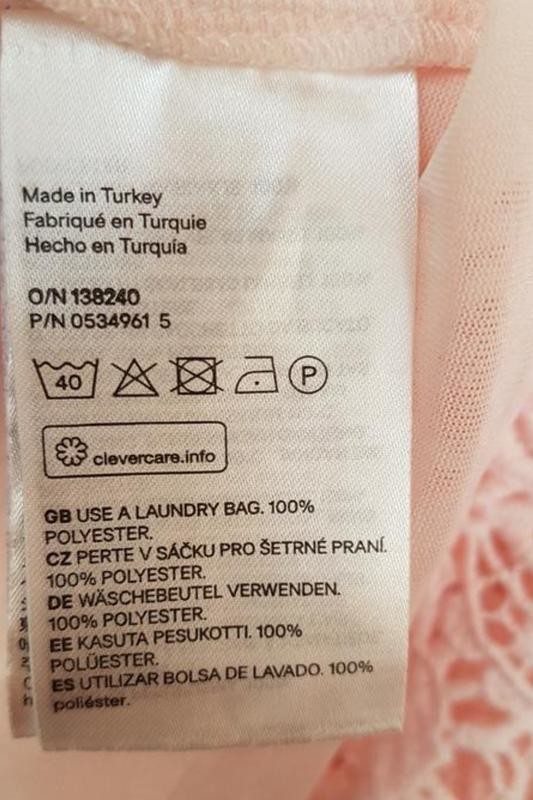 Made in Turkey
Fabriqué en Turquie
Hecho en Turquía
O/N 138240
P/N 0534961 5
40 P
clevercare.info
GB USE A LAUNDRY BAG. 100%
POLYESTER.
CZ PERTE V SÁČKU PRO ŠETRNÉ PRANÍ.
100% POLYESTER.
DE WÄSCHEBEUTEL VERWENDEN.
100% POLYESTER.
EE KASUTA PESUKOTTI. 100%
POLÜESTER.
ES UTILIZAR BOLSA DE LAVADO. 100%
poliéster.